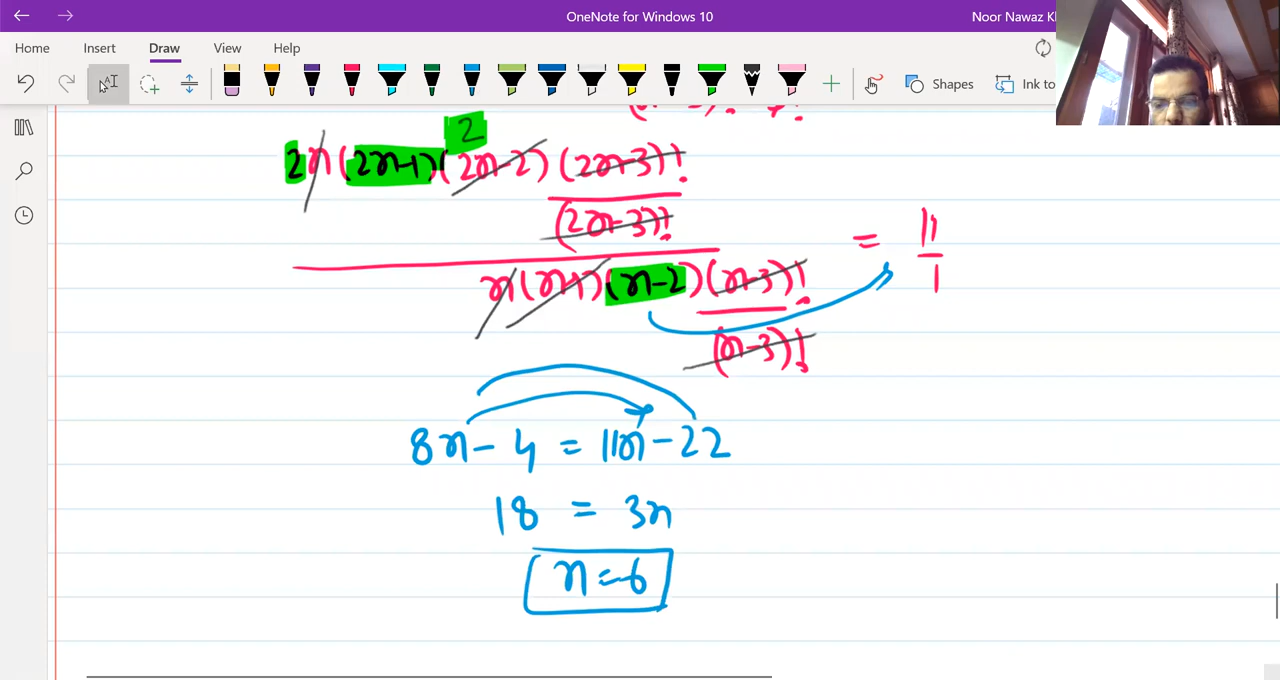 OneNote for Windows 10
Noor Nawaz
Home Insert Draw View Help
Shapes
Ink to
2
2n(2n-1)(2n-2)(2n-3)!
(2n-3)!
= 11
1
n(n-1)(n-2)(n-3)!
(n-3)!
8n - 4 = 11n - 22
18 = 3n
n = 6